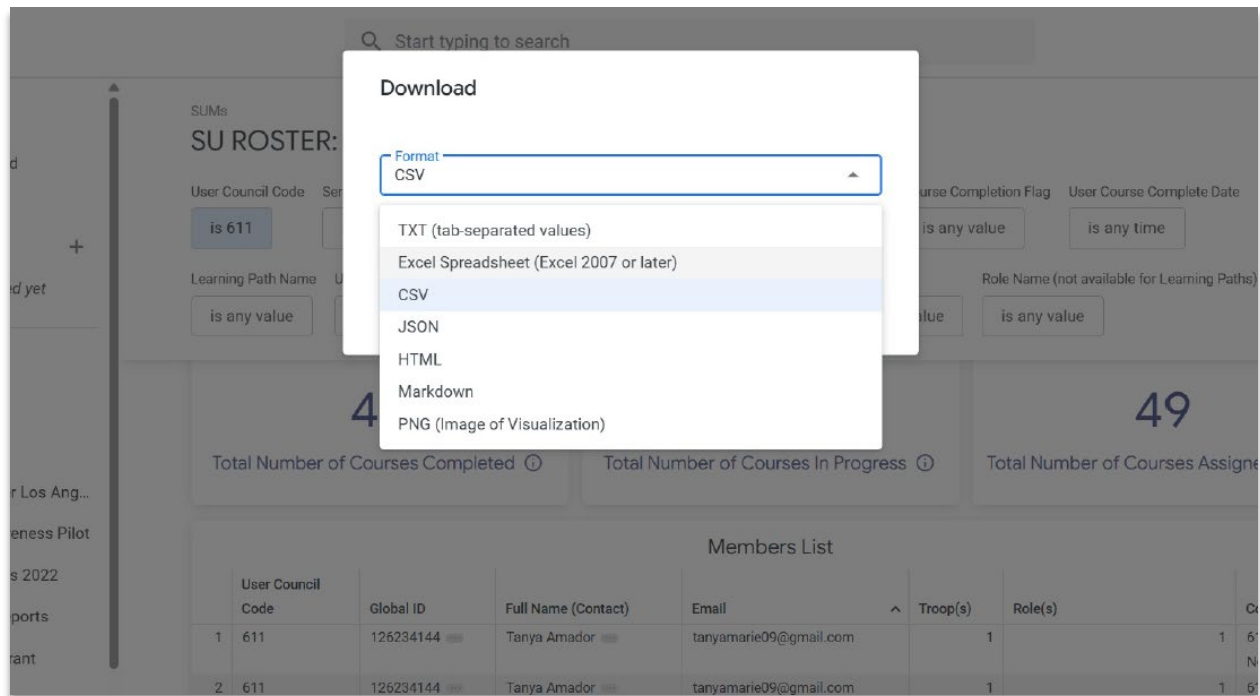 Start typing to search
Download
SUMs
SU ROSTER:
d
Format
CSV
User Council Code
Course Completion Flag User Course Complete Date
is 611
is any value
is any time
TXT (tab-separated values)
+
Excel Spreadsheet (Excel 2007 or later)
Learning Path Name
Role Name (not available for Learning Paths)
ed yet
CSV
is any value
is any value
JSON
HTML
Markdown
PNG (Image of Visualization)
4
49
Total Number of Courses Completed
Total Number of Courses In Progress
Total Number of Courses Assigne
r Los Ang...
eness Pilot
Members List
s 2022
User Council Code Global ID Full Name (Contact) Email Troop(s) Role(s)
ports
1 611 126234144 Tanya Amador tanyamarie09@gmail.com 1 1
rant
2 611 126234144 Tanya Amador tanyamarie09@gmail.com 1 1